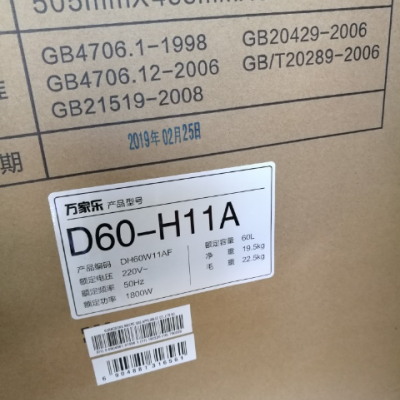 505mm
GB4706.1-1998 GB20429-2006
GB4706.12-2006 GB/T20289-2006
GB21519-2008
准
2019年02月25日
期
万家乐 产品型号
D60-H11A
产品编码 DH60W11AF 额定容量 60L
额定电压 220V~ 净 重 19.5kg
额定频率 50Hz 毛 重 22.5kg
额定功率 1800W